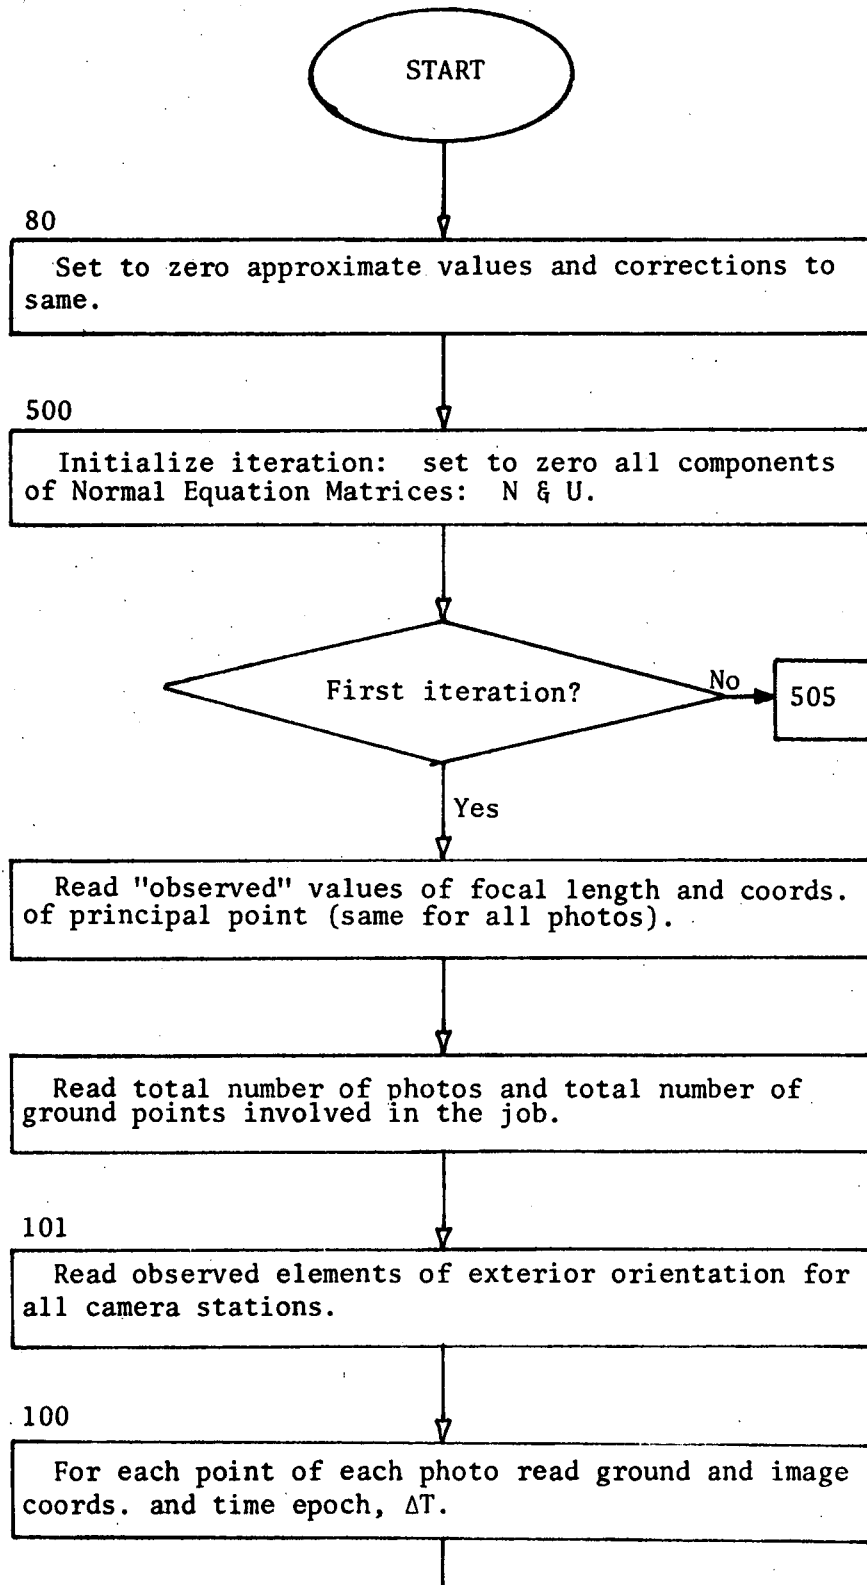 START
80
Set to zero approximate values and corrections to
same.
500
Initialize iteration: set to zero all components
of Normal Equation Matrices: N & U.
First iteration?
No
505
Yes
Read "observed" values of focal length and coords.
of principal point (same for all photos).
Read total number of photos and total number of
ground points involved in the job.
101
Read observed elements of exterior orientation for
all camera stations.
100
For each point of each photo read ground and image
coords. and time epoch, ΔT.